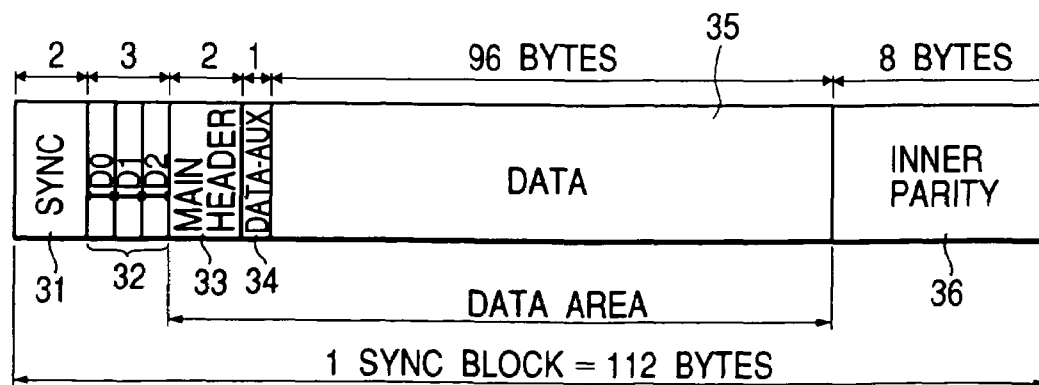 35
2 3 2 1 96 BYTES 8 BYTES
SYNC
ID0
ID1
ID2
MAIN
HEADER
DATA-AUX
DATA
INNER
PARITY
31 32 33 34 36
DATA AREA
1 SYNC BLOCK = 112 BYTES